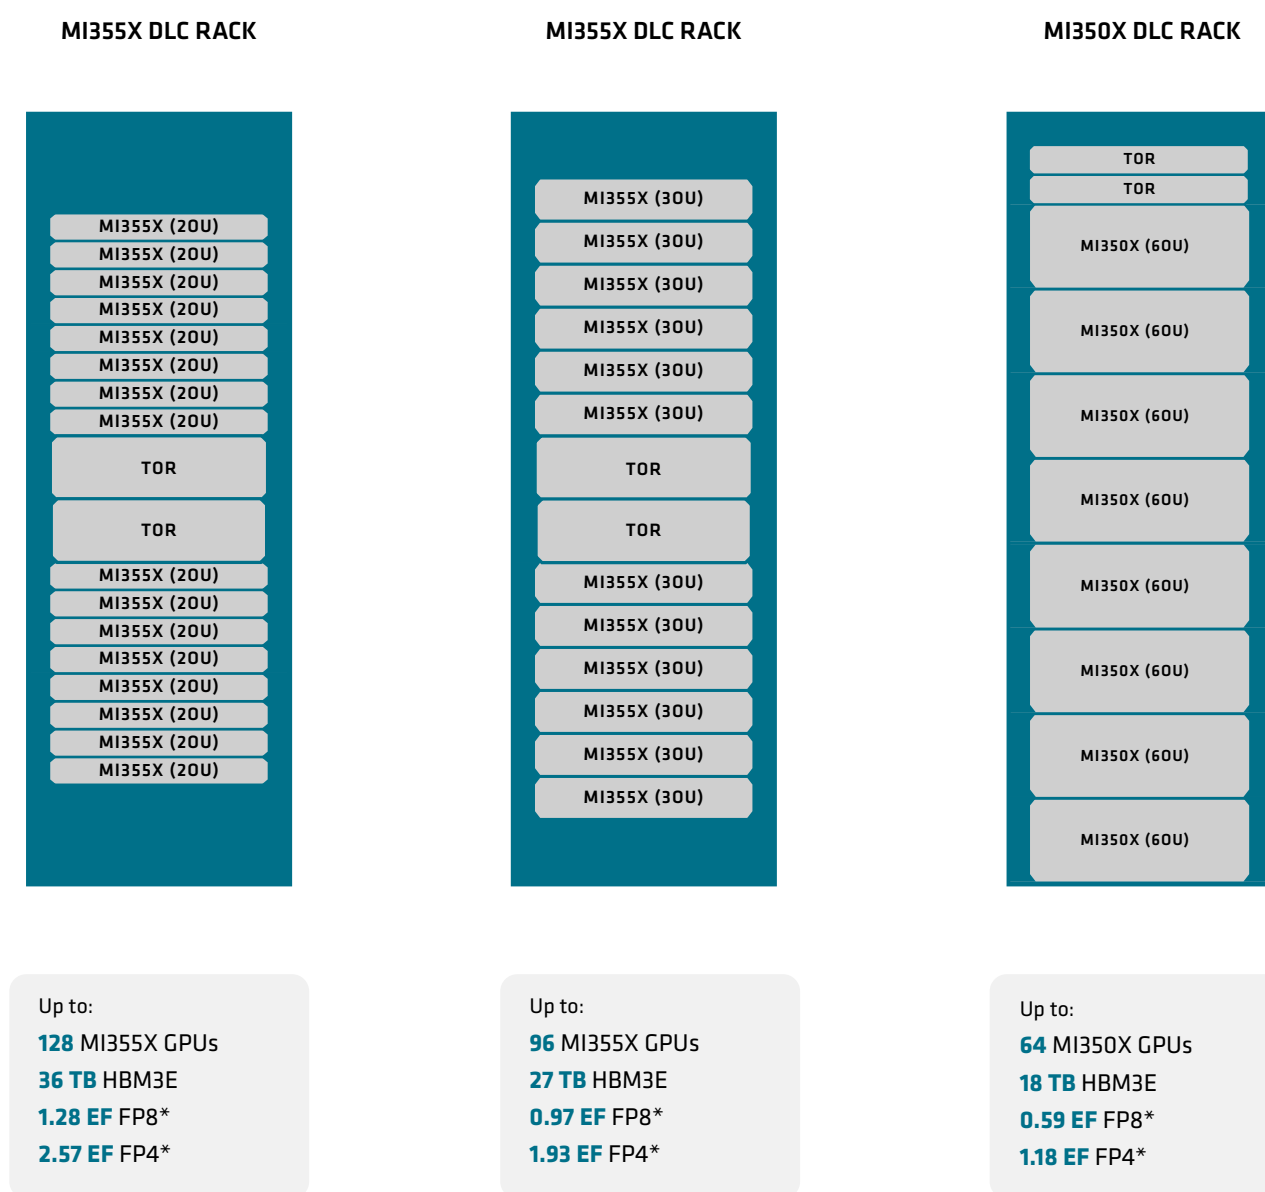 MI355X DLC RACK
MI355X (2OU)
MI355X (2OU)
MI355X (2OU)
MI355X (2OU)
MI355X (2OU)
MI355X (2OU)
MI355X (2OU)
MI355X (2OU)
TOR
TOR
MI355X (2OU)
MI355X (2OU)
MI355X (2OU)
MI355X (2OU)
MI355X (2OU)
MI355X (2OU)
MI355X (2OU)
MI355X (2OU)
Up to:
128 MI355X GPUs
36 TB HBM3E
1.28 EF FP8*
2.57 EF FP4*
MI355X DLC RACK
MI355X (3OU)
MI355X (3OU)
MI355X (3OU)
MI355X (3OU)
MI355X (3OU)
MI355X (3OU)
TOR
TOR
MI355X (3OU)
MI355X (3OU)
MI355X (3OU)
MI355X (3OU)
MI355X (3OU)
MI355X (3OU)
Up to:
96 MI355X GPUs
27 TB HBM3E
0.97 EF FP8*
1.93 EF FP4*
MI350X DLC RACK
TOR
TOR
MI350X (6OU)
MI350X (6OU)
MI350X (6OU)
MI350X (6OU)
MI350X (6OU)
MI350X (6OU)
MI350X (6OU)
MI350X (6OU)
Up to:
64 MI350X GPUs
18 TB HBM3E
0.59 EF FP8*
1.18 EF FP4*